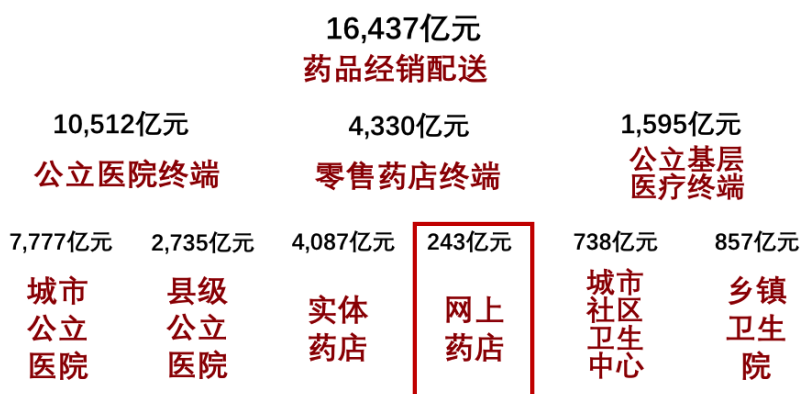 16,437亿元
药品经销配送
10,512亿元
公立医院终端
4,330亿元
零售药店终端
1,595亿元
公立基层
医疗终端
7,777亿元
城市
公立
医院
2,735亿元
县级
公立
医院
4,087亿元
实体
药店
243亿元
网上
药店
738亿元
城市
社区
卫生
中心
857亿元
乡镇
卫生
院